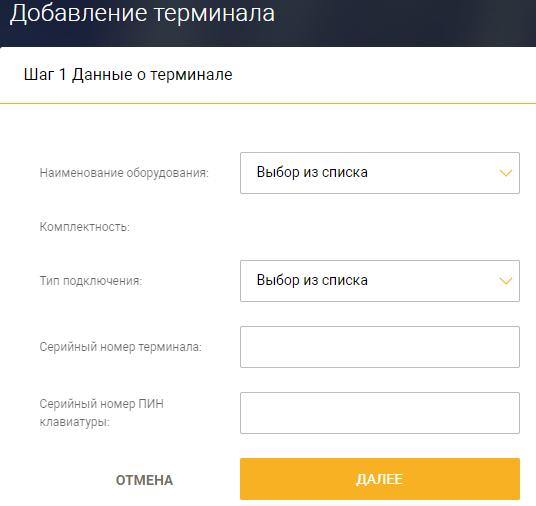 Добавление терминала
Шаг 1 Данные о терминале
Наименование оборудования:
Выбор из списка
Комплектность:
Тип подключения:
Выбор из списка
Серийный номер терминала:
Серийный номер ПИН
клавиатуры:
ОТМЕНА
ДАЛЕЕ